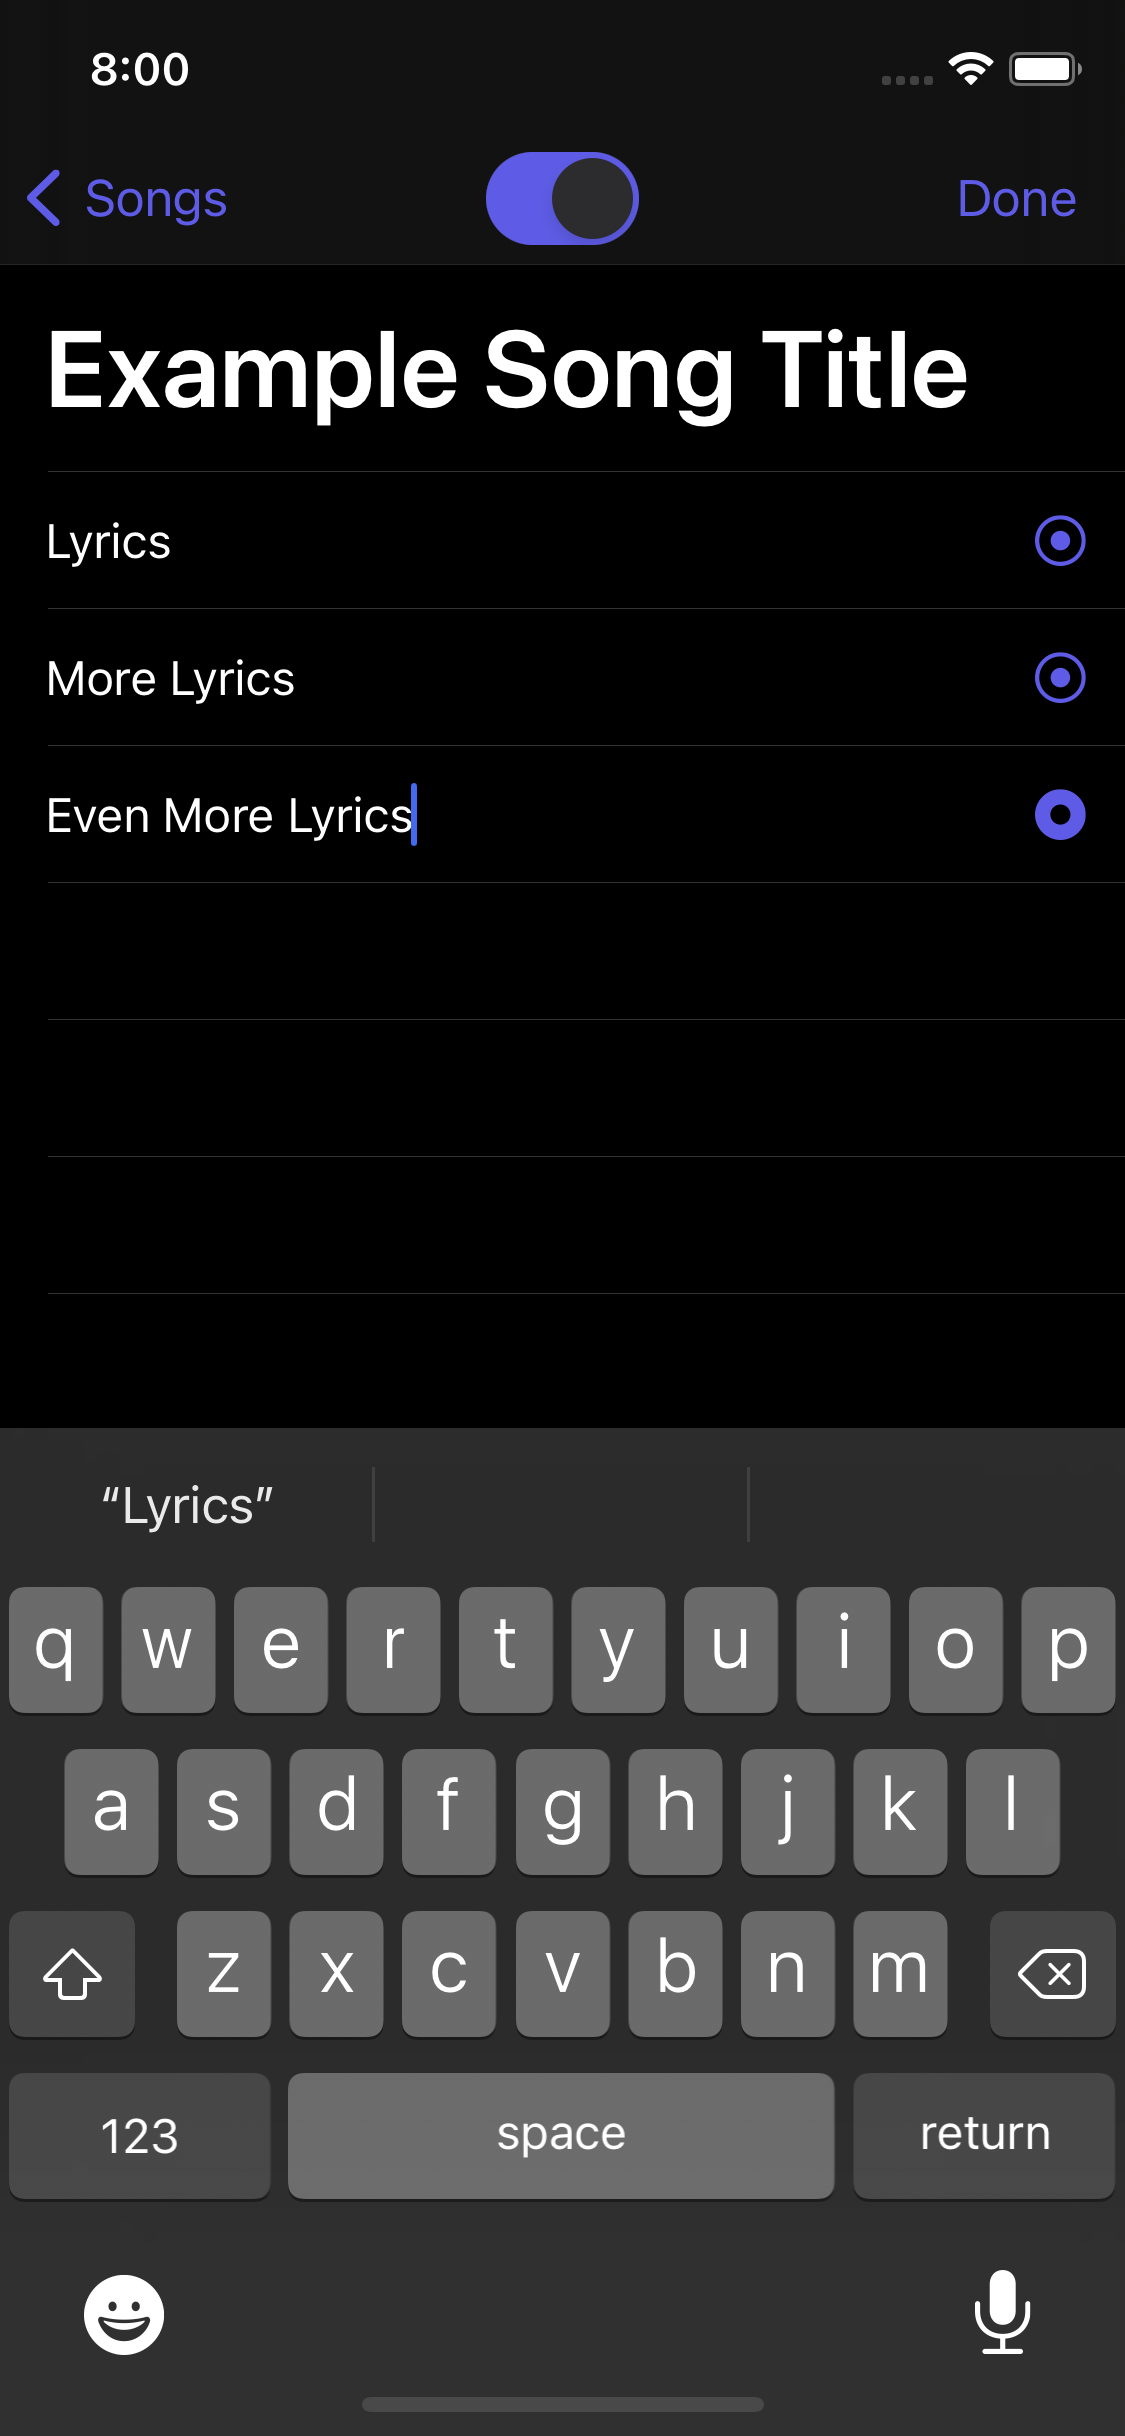 8:00
Songs
Done
Example Song Title
Lyrics
More Lyrics
Even More Lyrics
“Lyrics”
q w e r t y u i o p
a s d f g h j k l
z x c v b n m
123 space return